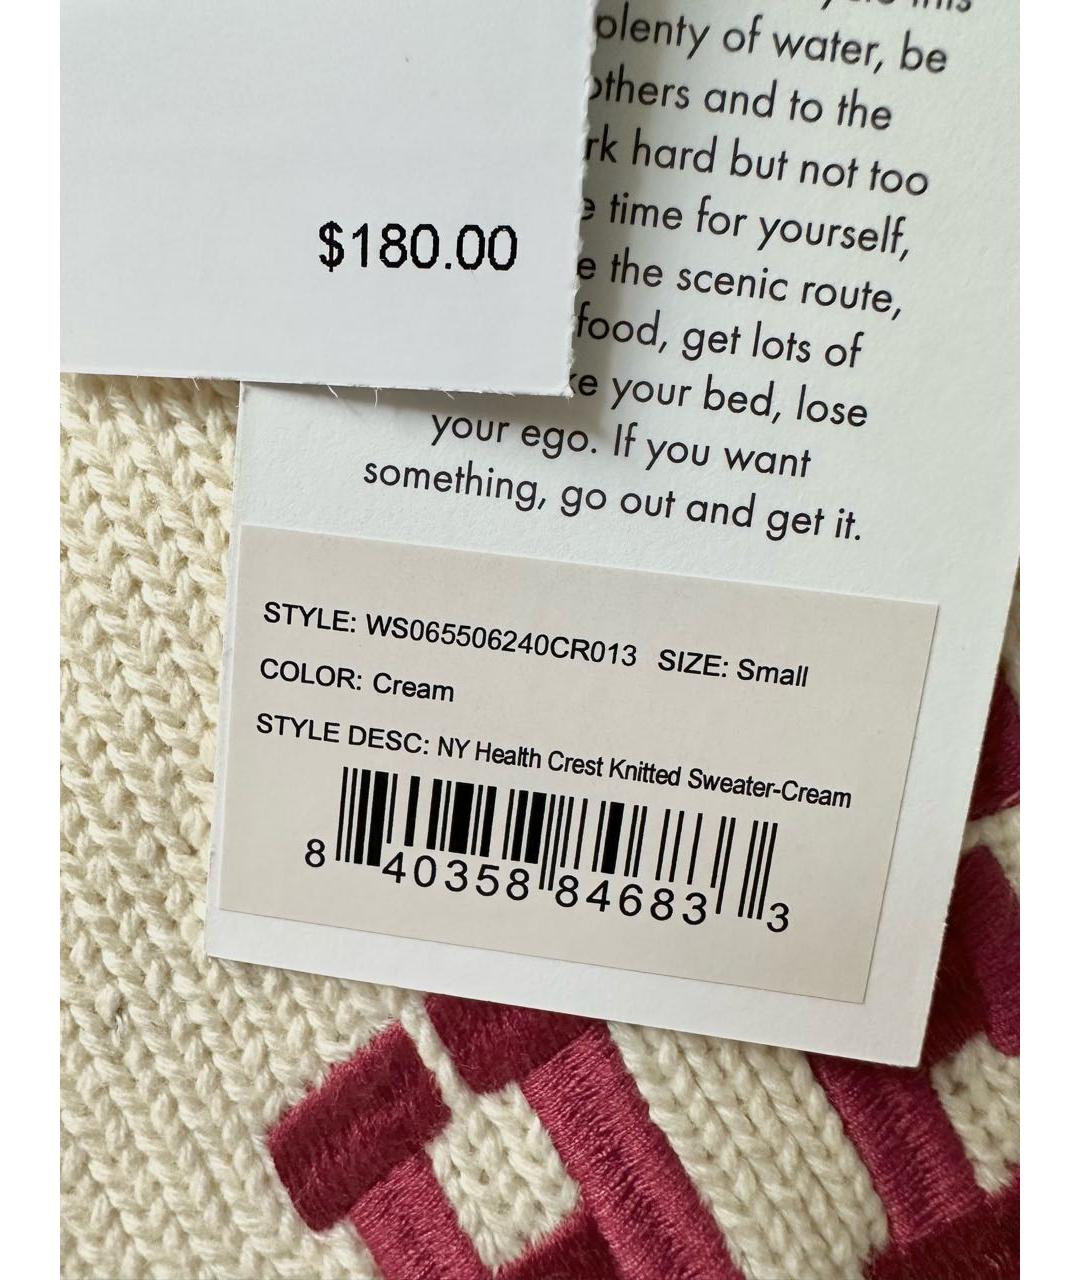 plenty of water, be
others and to the
hard but not too
time for yourself,
the scenic route,
food, get lots of
your bed, lose
your ego. If you want
something, go out and get it.
$180.00
STYLE: WS065506240CR013 SIZE: Small
COLOR: Cream
STYLE DESC: NY Health Crest Knitted Sweater-Cream
8 40358 84683 3